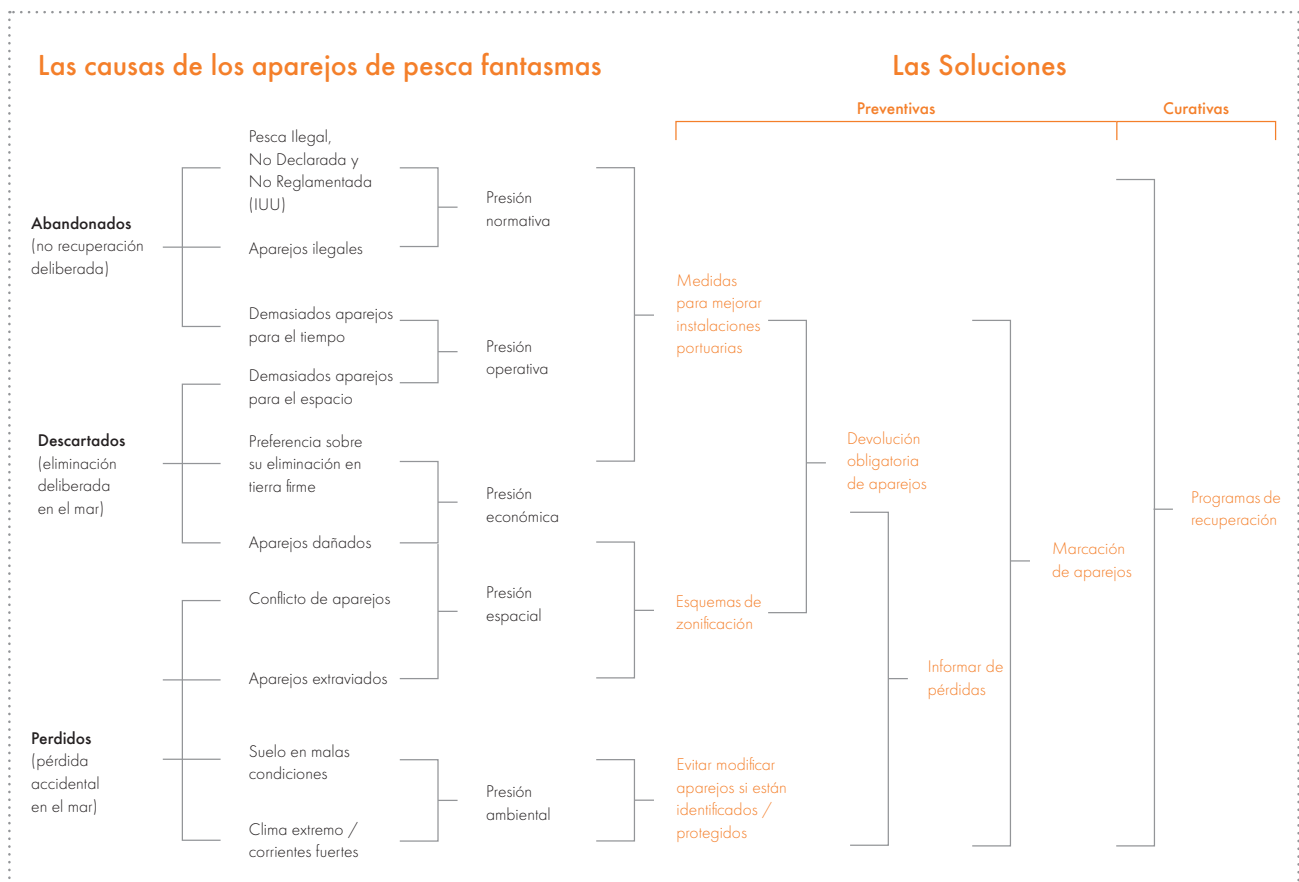 Las causas de los aparejos de pesca fantasmas
Las Soluciones
Preventivas
Curativas
Abandonados
(no recuperación
deliberada)
Descartados
(eliminación
deliberada
en el mar)
Perdidos
(pérdida
accidental
en el mar)
Pesca Ilegal,
No Declarada y
No Reglamentada
(IUU)
Aparejos ilegales
Demasiados aparejos
para el tiempo
Demasiados aparejos
para el espacio
Preferencia sobre
su eliminación en
tierra firme
Aparejos dañados
Conflicto de aparejos
Aparejos extraviados
Suelo en malas
condiciones
Clima extremo /
corrientes fuertes
Presión
normativa
Presión
operativa
Presión
económica
Presión
espacial
Presión
ambiental
Medidas
para mejorar
instalaciones
portuarias
Esquemas de
zonificación
Evitar modificar
aparejos si están
identificados /
protegidos
Devolución
obligatoria
de aparejos
Informar de
pérdidas
Marcación
de aparejos
Programas de
recuperación